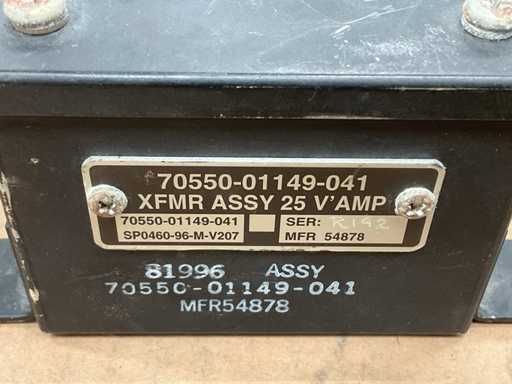 70550-01149-041
XFMR ASSY 25 V'AMP
70550-01149-041 SER: R192
SP0460-96-M-V207 MFR 54878
81996 ASSY
70550-01149-041
MFR54878